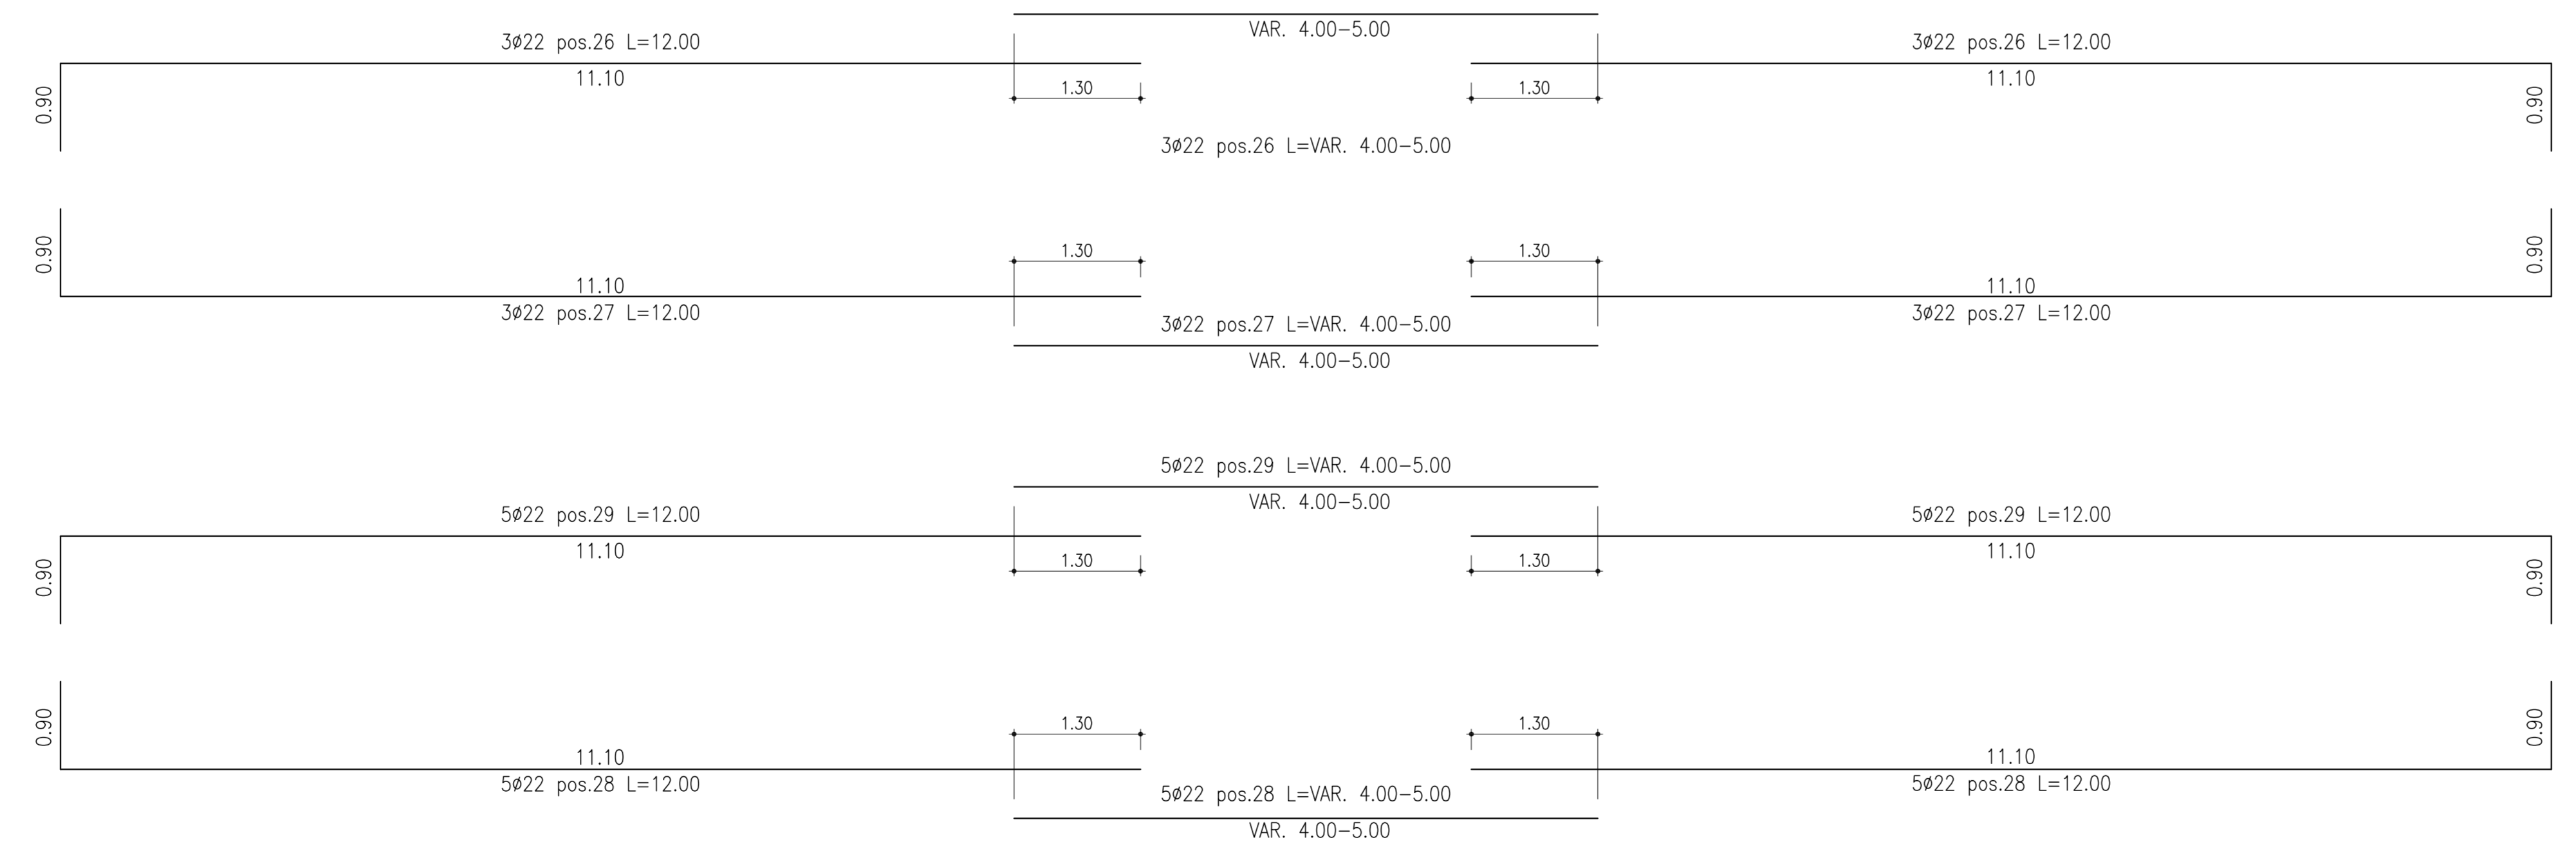 VAR. 4.00-5.00
3ø22 pos.26 L=12.00
3ø22 pos.26 L=12.00
11.10
11.10
0.90
1.30
1.30
0.90
3ø22 pos.26 L=VAR. 4.00-5.00
0.90
1.30
1.30
0.90
11.10
11.10
3ø22 pos.27 L=12.00
3ø22 pos.27 L=12.00
3ø22 pos.27 L=VAR. 4.00-5.00
VAR. 4.00-5.00
5ø22 pos.29 L=VAR. 4.00-5.00
VAR. 4.00-5.00
5ø22 pos.29 L=12.00
5ø22 pos.29 L=12.00
11.10
11.10
0.90
1.30
1.30
0.90
0.90
1.30
1.30
0.90
11.10
11.10
5ø22 pos.28 L=12.00
5ø22 pos.28 L=12.00
5ø22 pos.28 L=VAR. 4.00-5.00
VAR. 4.00-5.00